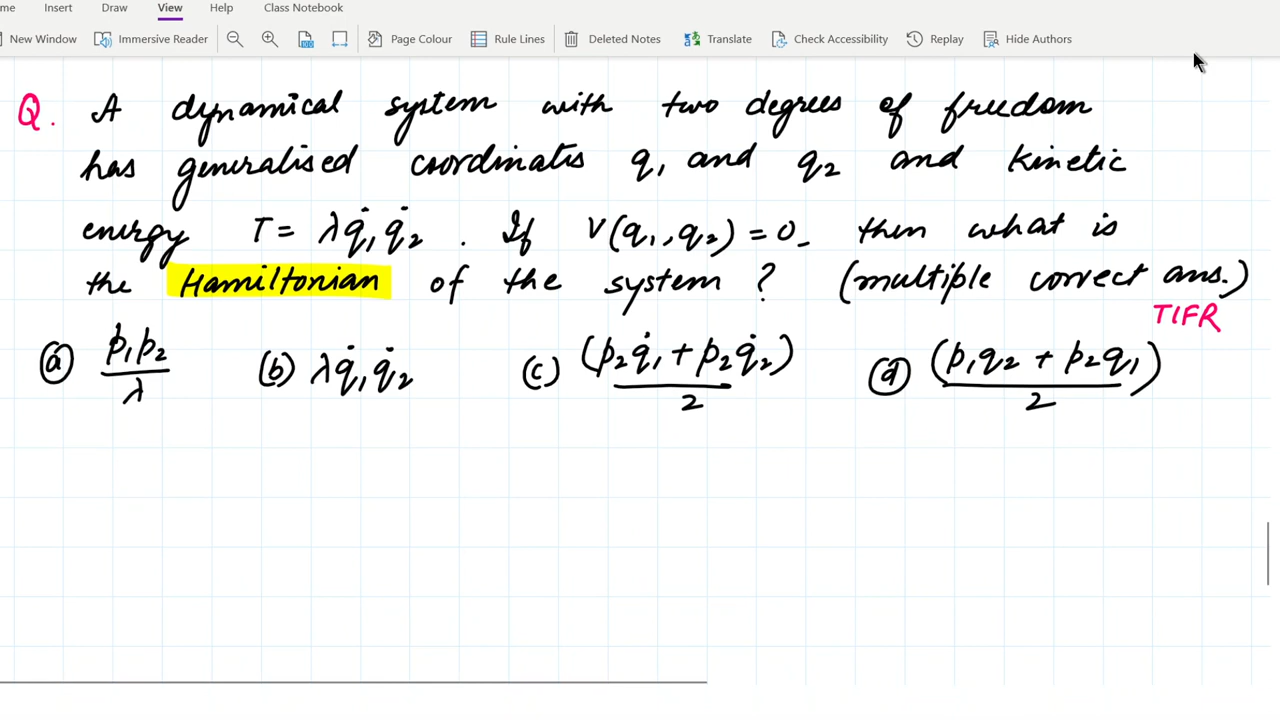 me Insert Draw View Help Class Notebook
New Window Immersive Reader Page Colour Rule Lines Deleted Notes Translate Check Accessibility Replay Hide Authors
Q. A dynamical system with two degrees of freedom
has generalised coordinates q₁ and q₂ and kinetic
energy T = λq̇₁q̇₂ . If V(q₁, q₂) = 0 then what is
the Hamiltonian of the system ? (multiple correct ans.)
TIFR
(a) p₁p₂/λ (b) λq̇₁q̇₂ (c) (p₂q̇₁ + p₂q̇₂)/2 (d) (p₁q₂ + p₂q₁)/2